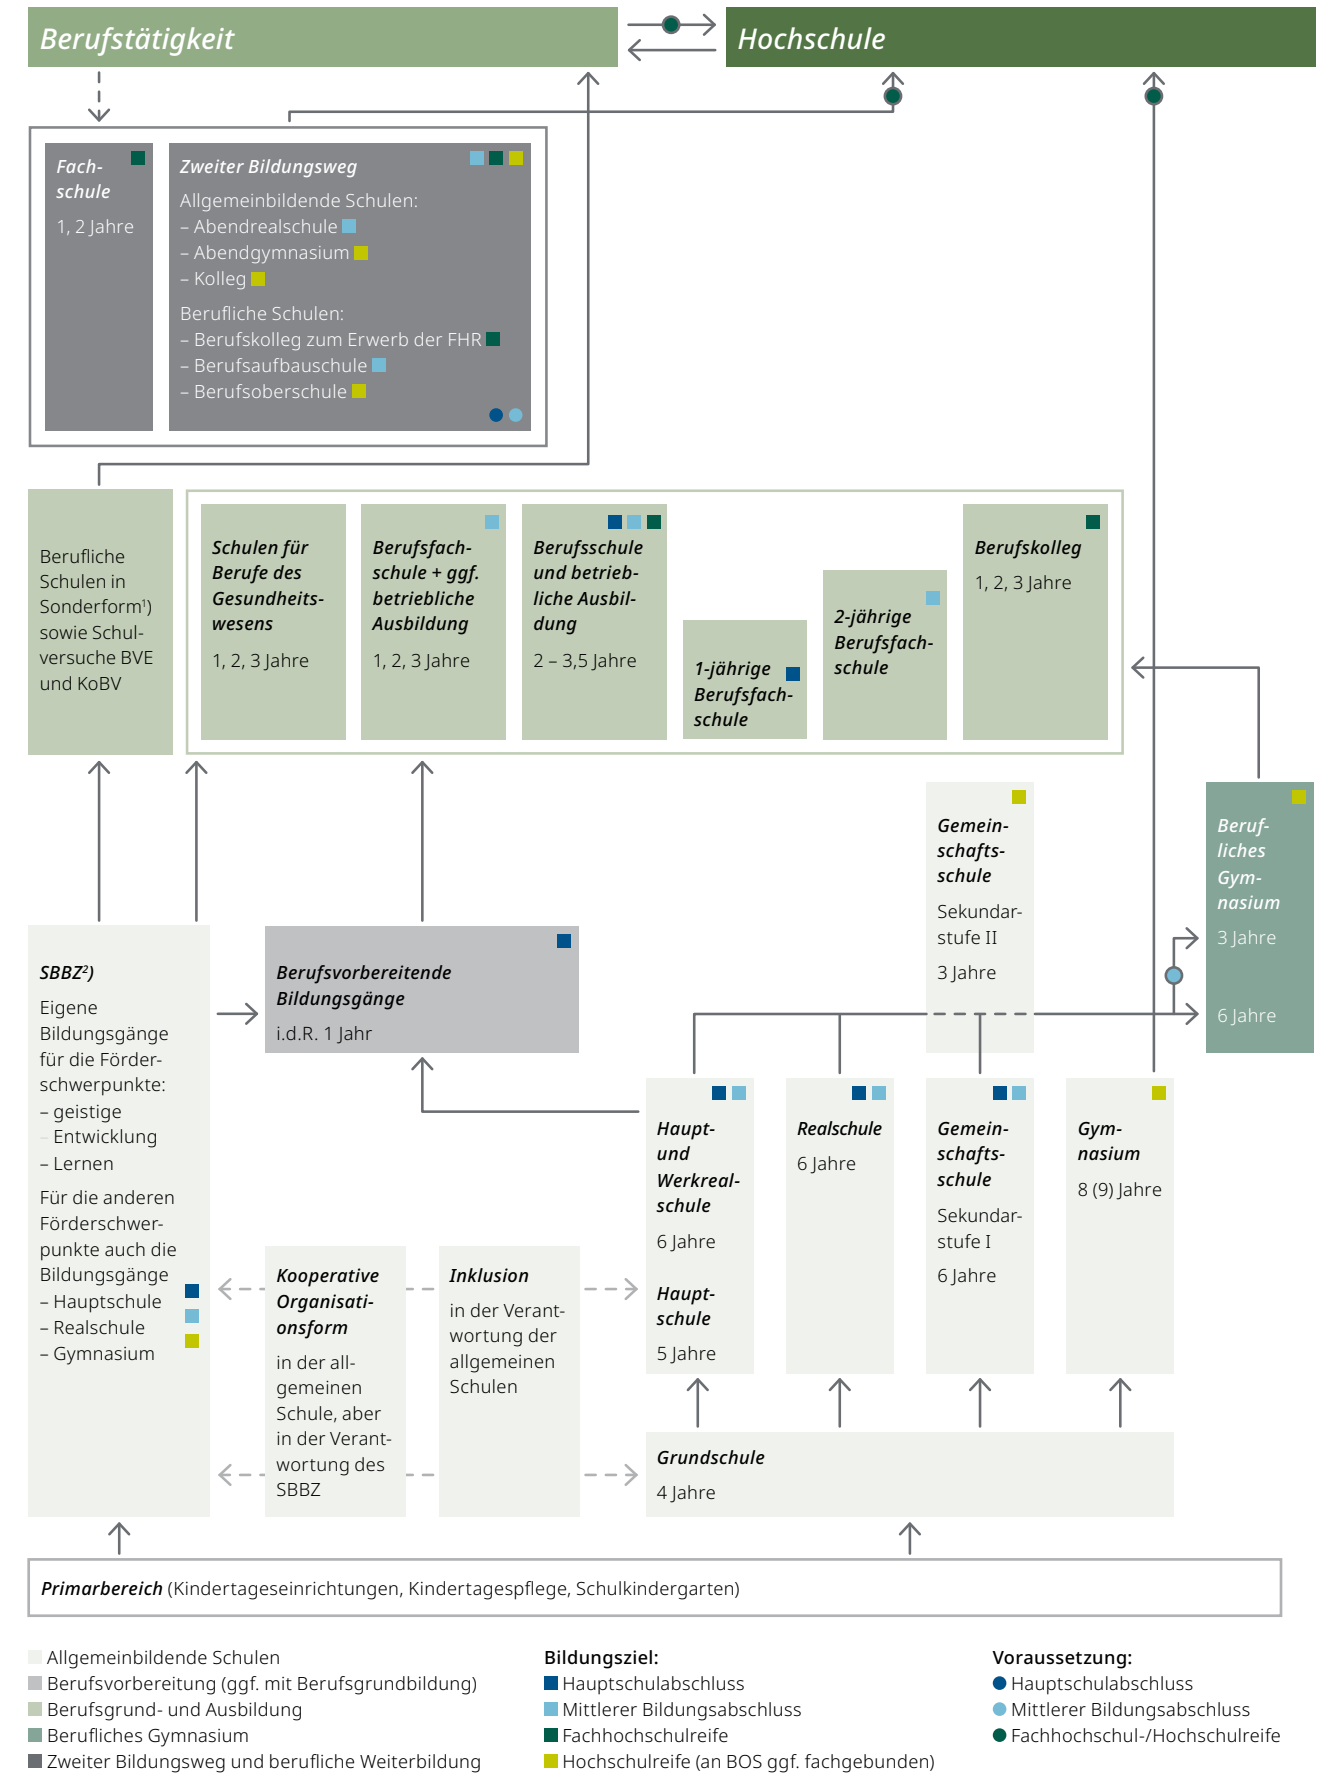 Berufstätigkeit
Hochschule
Fach-
schule
1, 2 Jahre
Zweiter Bildungsweg
Allgemeinbildende Schulen:
– Abendrealschule
– Abendgymnasium
– Kolleg
Berufliche Schulen:
– Berufskolleg zum Erwerb der FHR
– Berufsaufbauschule
– Berufsoberschule
Berufliche
Schulen in
Sonderform¹)
sowie Schul-
versuche BVE
und KoBV
Schulen für
Berufe des
Gesundheits-
wesens
1, 2, 3 Jahre
Berufsfach-
schule + ggf.
betriebliche
Ausbildung
1, 2, 3 Jahre
Berufsschule
und betrieb-
liche Ausbil-
dung
2 – 3,5 Jahre
1-jährige
Berufsfach-
schule
2-jährige
Berufsfach-
schule
Berufskolleg
1, 2, 3 Jahre
Gemein-
schafts-
schule
Sekundar-
stufe II
3 Jahre
Beruf-
liches
Gym-
nasium
3 Jahre
6 Jahre
SBBZ²)
Eigene
Bildungsgänge
für die Förder-
schwerpunkte:
– geistige
– Entwicklung
– Lernen
Für die anderen
Förderschwer-
punkte auch die
Bildungsgänge
– Hauptschule
– Realschule
– Gymnasium
Berufsvorbereitende
Bildungsgänge
i.d.R. 1 Jahr
Kooperative
Organisati-
onsform
in der all-
gemeinen
Schule, aber
in der Verant-
wortung des
SBBZ
Inklusion
in der Verant-
wortung der
allgemeinen
Schulen
Haupt-
und
Werkreal-
schule
6 Jahre
Haupt-
schule
5 Jahre
Realschule
6 Jahre
Gemein-
schafts-
schule
Sekundar-
stufe I
6 Jahre
Gym-
nasium
8 (9) Jahre
Grundschule
4 Jahre
Primarbereich (Kindertageseinrichtungen, Kindertagespflege, Schulkindergarten)
Allgemeinbildende Schulen
Berufsvorbereitung (ggf. mit Berufsgrundbildung)
Berufsgrund- und Ausbildung
Berufliches Gymnasium
Zweiter Bildungsweg und berufliche Weiterbildung
Bildungsziel:
Hauptschulabschluss
Mittlerer Bildungsabschluss
Fachhochschulreife
Hochschulreife (an BOS ggf. fachgebunden)
Voraussetzung:
Hauptschulabschluss
Mittlerer Bildungsabschluss
Fachhochschul-/Hochschulreife